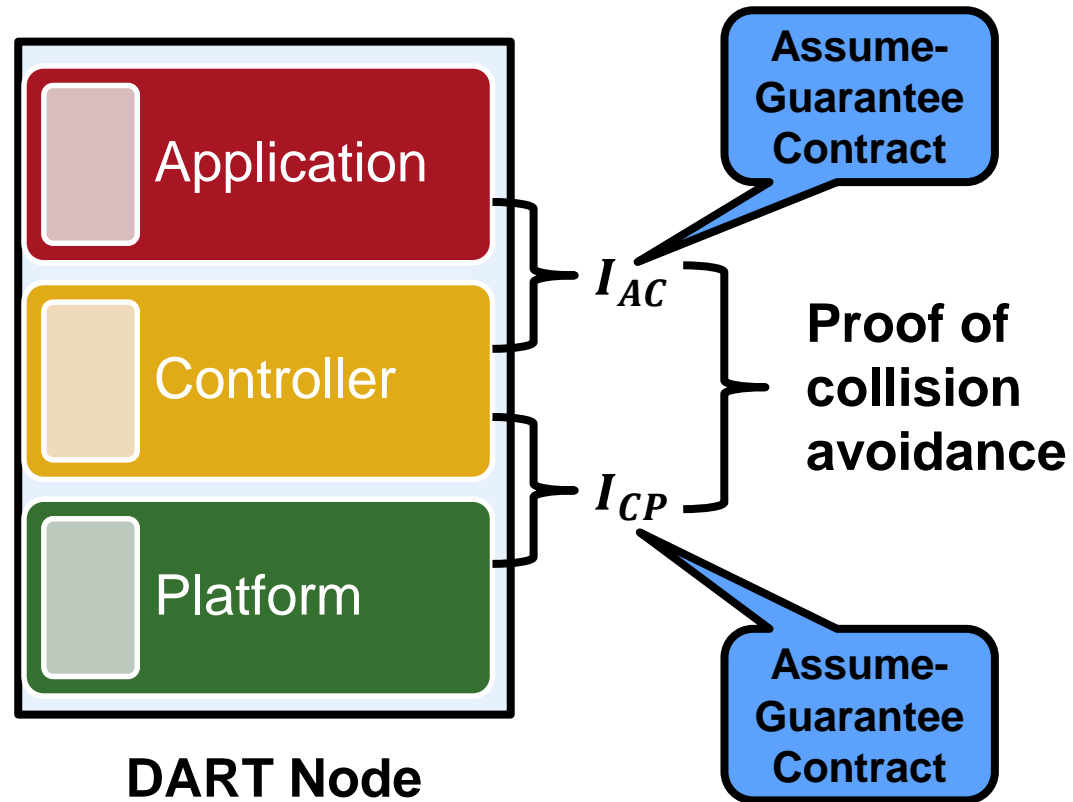 Assume-
Guarantee
Contract
Application
I_AC
Controller
Proof of
collision
avoidance
I_CP
Platform
Assume-
Guarantee
Contract
DART Node